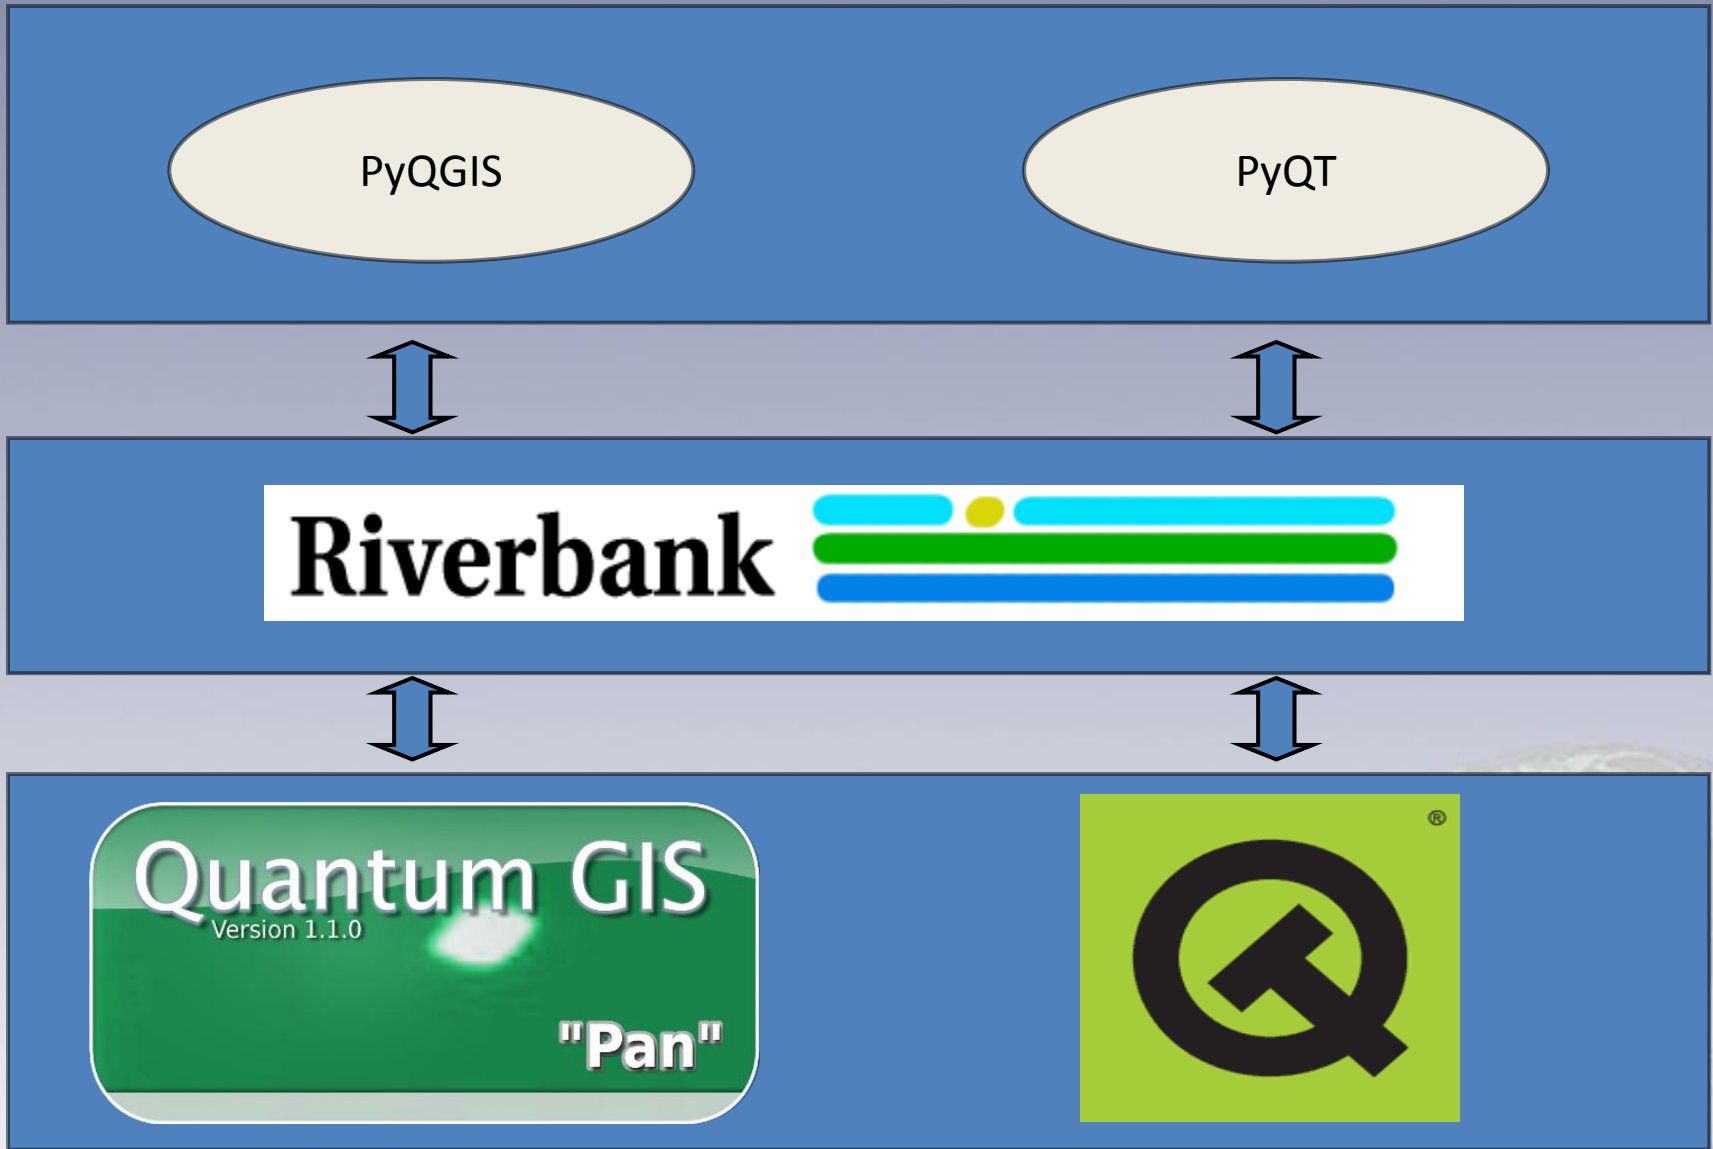 PyQGIS
PyQT
Riverbank
Quantum GIS
Version 1.1.0
"Pan"
®